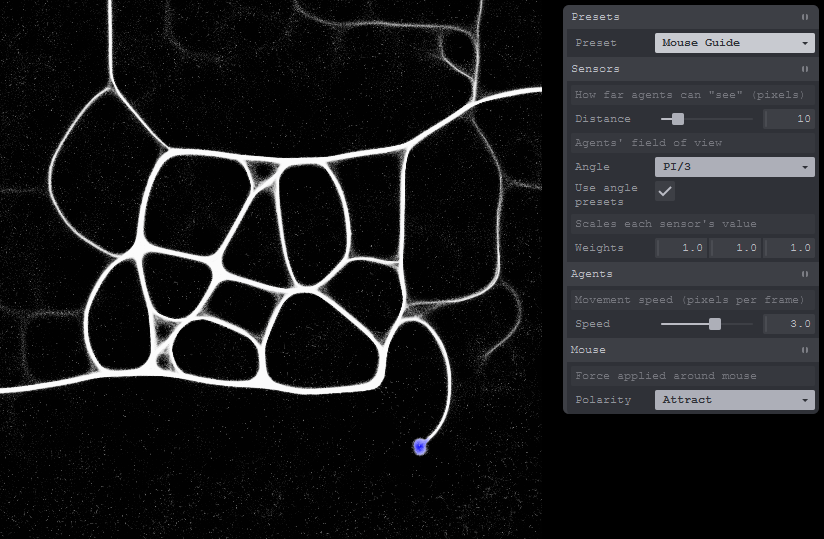 Presets
Preset Mouse Guide
Sensors
How far agents can "see" (pixels)
Distance 10
Agents' field of view
Angle PI/3
Use angle
presets
Scales each sensor's value
Weights 1.0 1.0 1.0
Agents
Movement speed (pixels per frame)
Speed 3.0
Mouse
Force applied around mouse
Polarity Attract